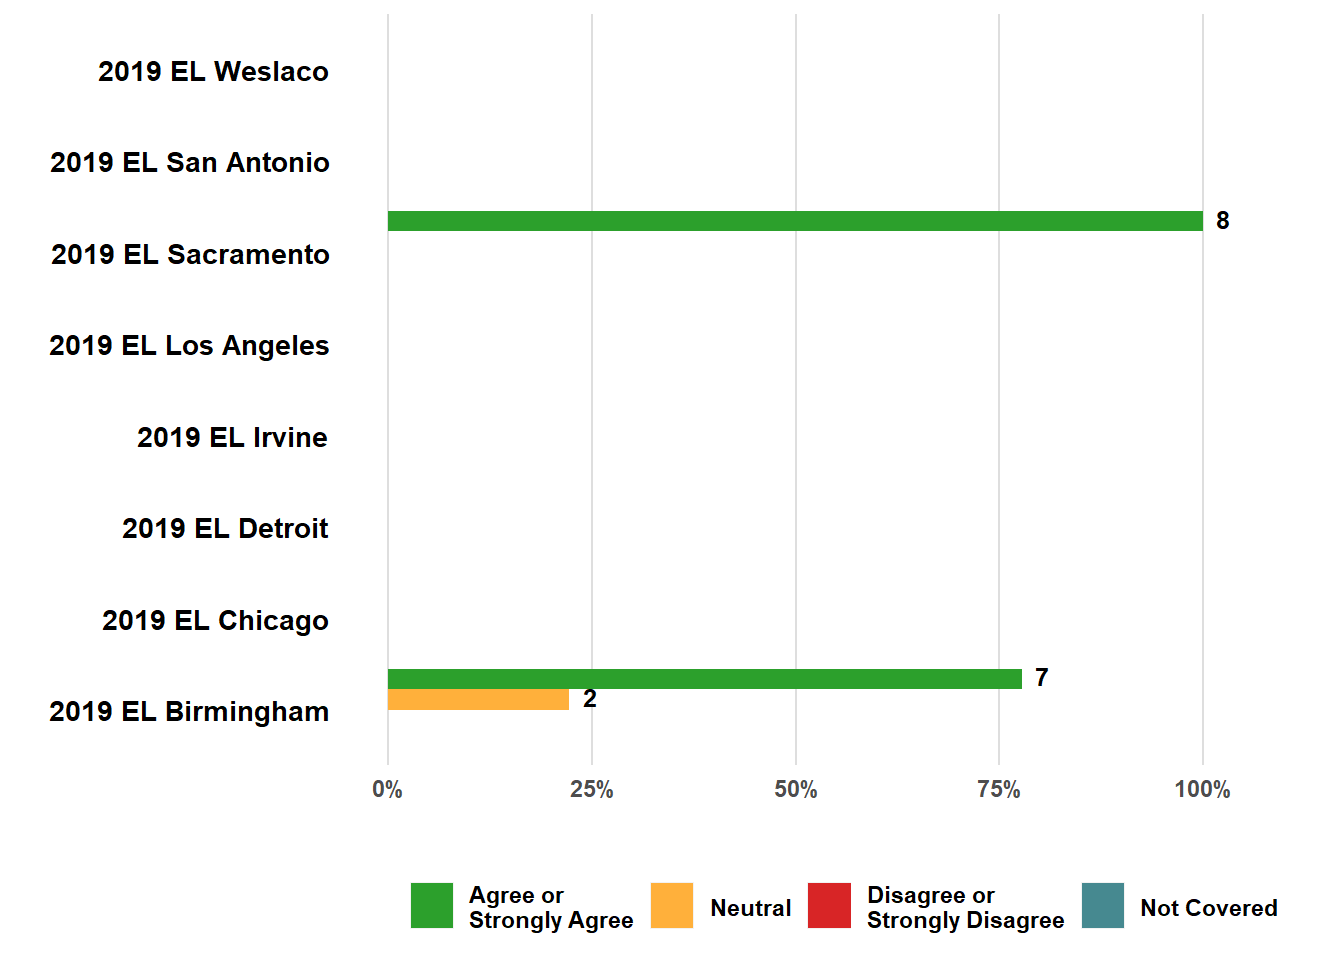 2019 EL Weslaco
2019 EL San Antonio
8
2019 EL Sacramento
2019 EL Los Angeles
2019 EL Irvine
2019 EL Detroit
2019 EL Chicago
7
2
2019 EL Birmingham
0% 25% 50% 75% 100%
Agree or
Strongly Agree
Neutral
Disagree or
Strongly Disagree
Not Covered